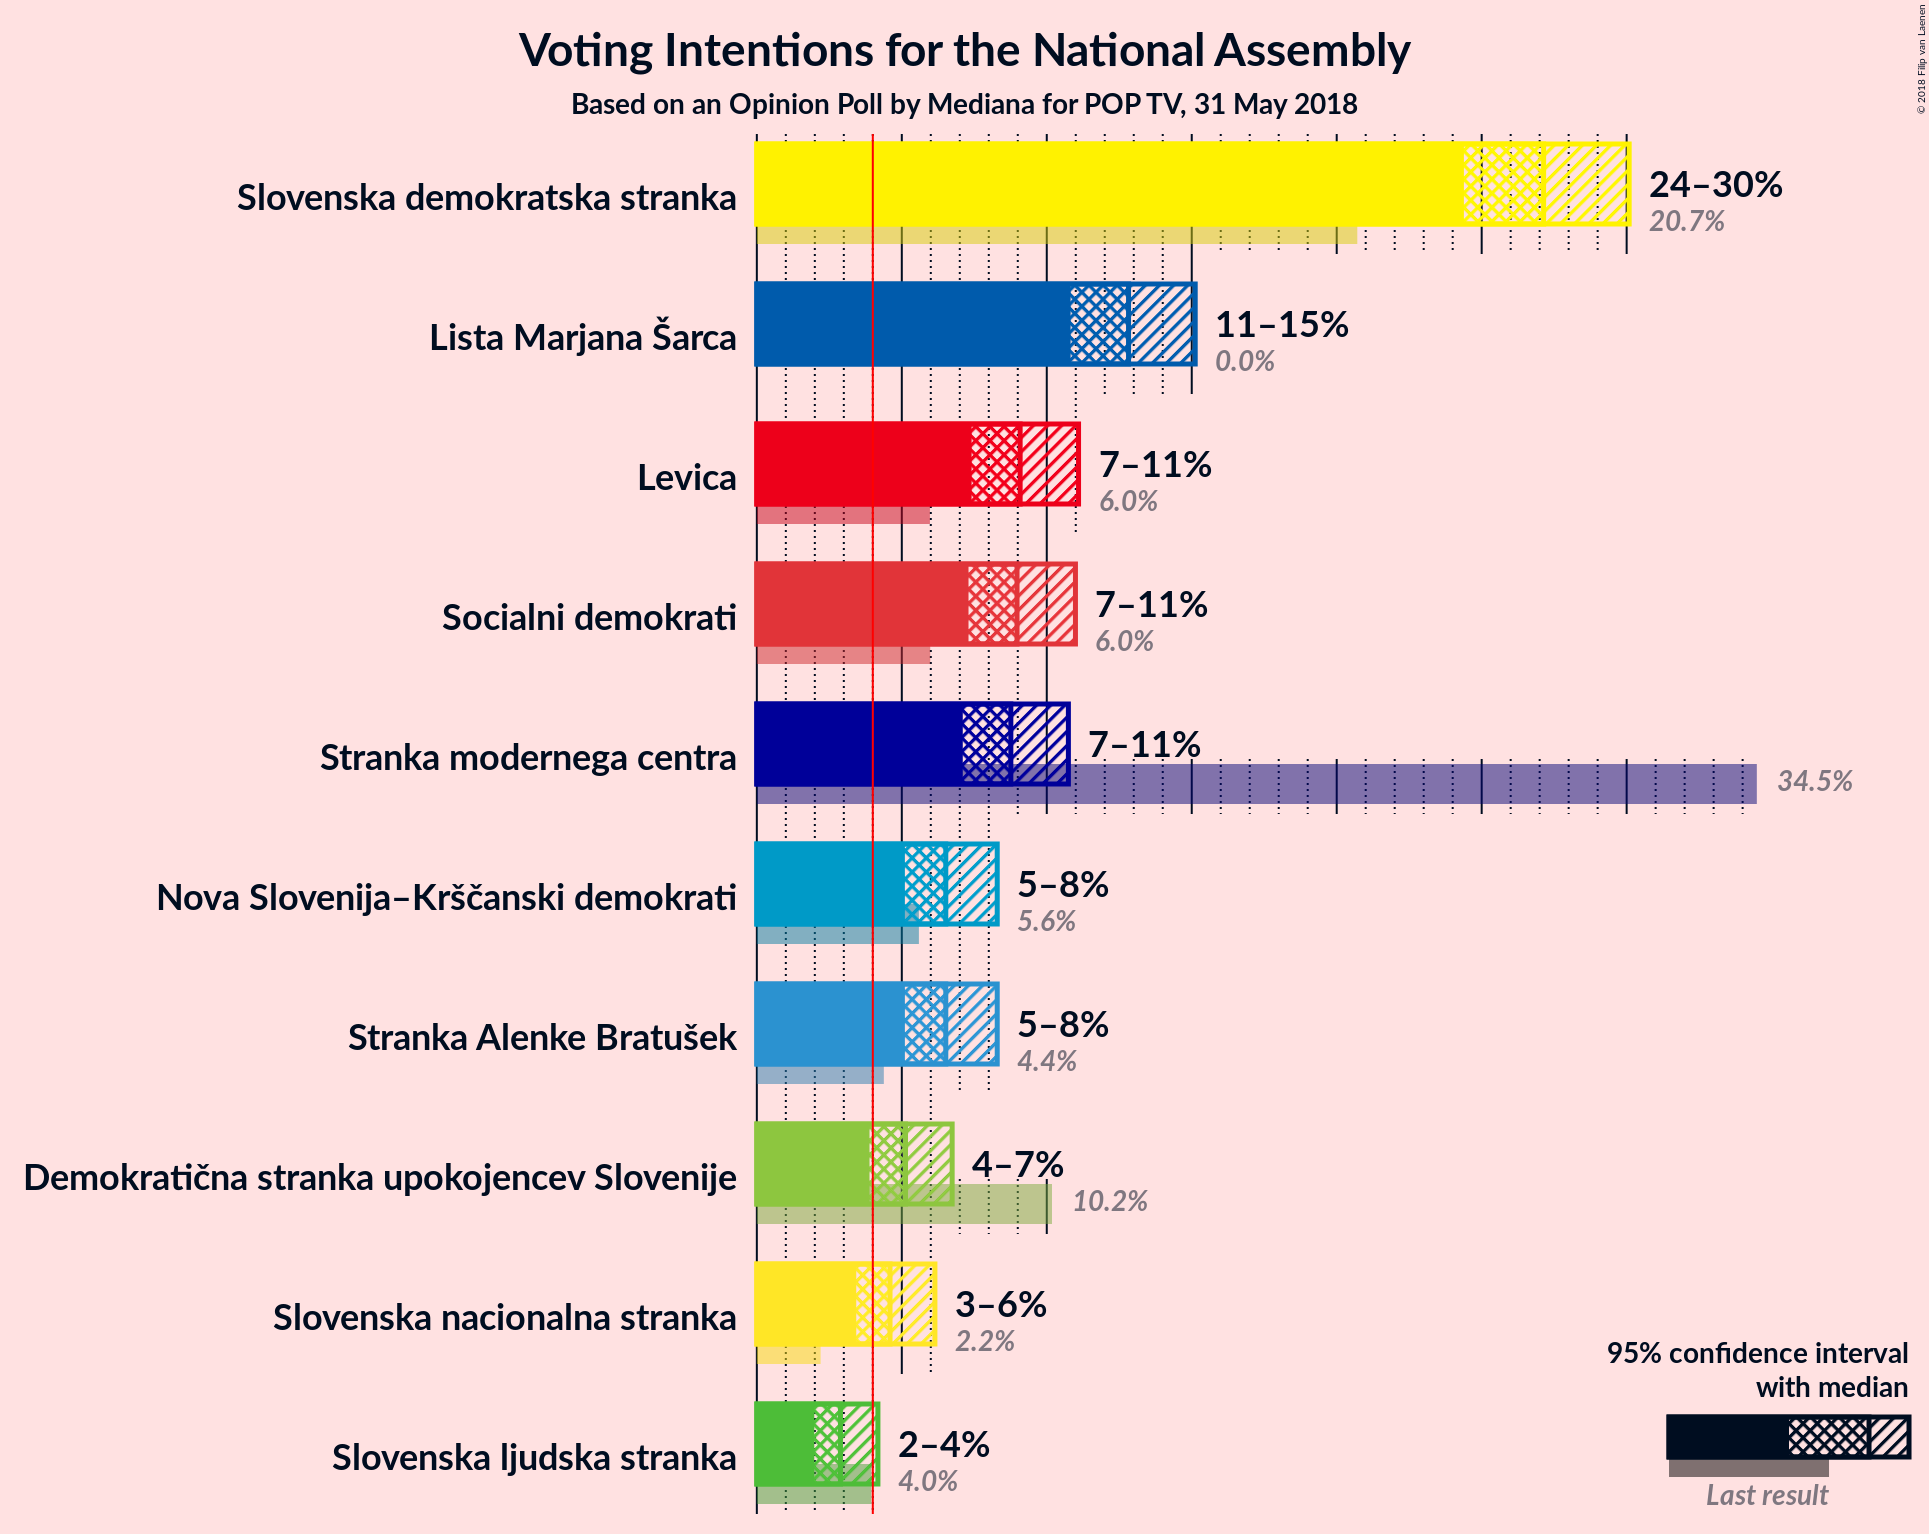 Voting Intentions for the National Assembly
Based on an Opinion Poll by Mediana for POP TV, 31 May 2018
© 2018 Filip van Laenen
Slovenska demokratska stranka
24–30%
20.7%
Lista Marjana Šarca
11–15%
0.0%
Levica
7–11%
6.0%
Socialni demokrati
7–11%
6.0%
Stranka modernega centra
7–11%
34.5%
Nova Slovenija–Krščanski demokrati
5–8%
5.6%
Stranka Alenke Bratušek
5–8%
4.4%
Demokratična stranka upokojencev Slovenije
4–7%
10.2%
Slovenska nacionalna stranka
3–6%
2.2%
Slovenska ljudska stranka
2–4%
4.0%
95% confidence interval
with median
Last result